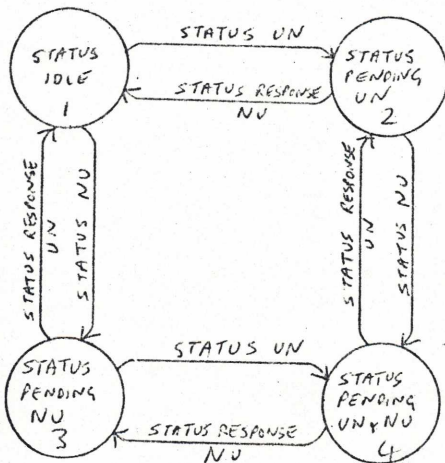 STATUS
IDLE
1
STATUS UN
STATUS RESPONSE
NU
STATUS
PENDING
UN
2
STATUS RESPONSE
UN
STATUS NU
STATUS RESPONSE
UN
STATUS NU
STATUS
PENDING
NU
3
STATUS UN
STATUS RESPONSE
NU
STATUS
PENDING
UN+NU
4